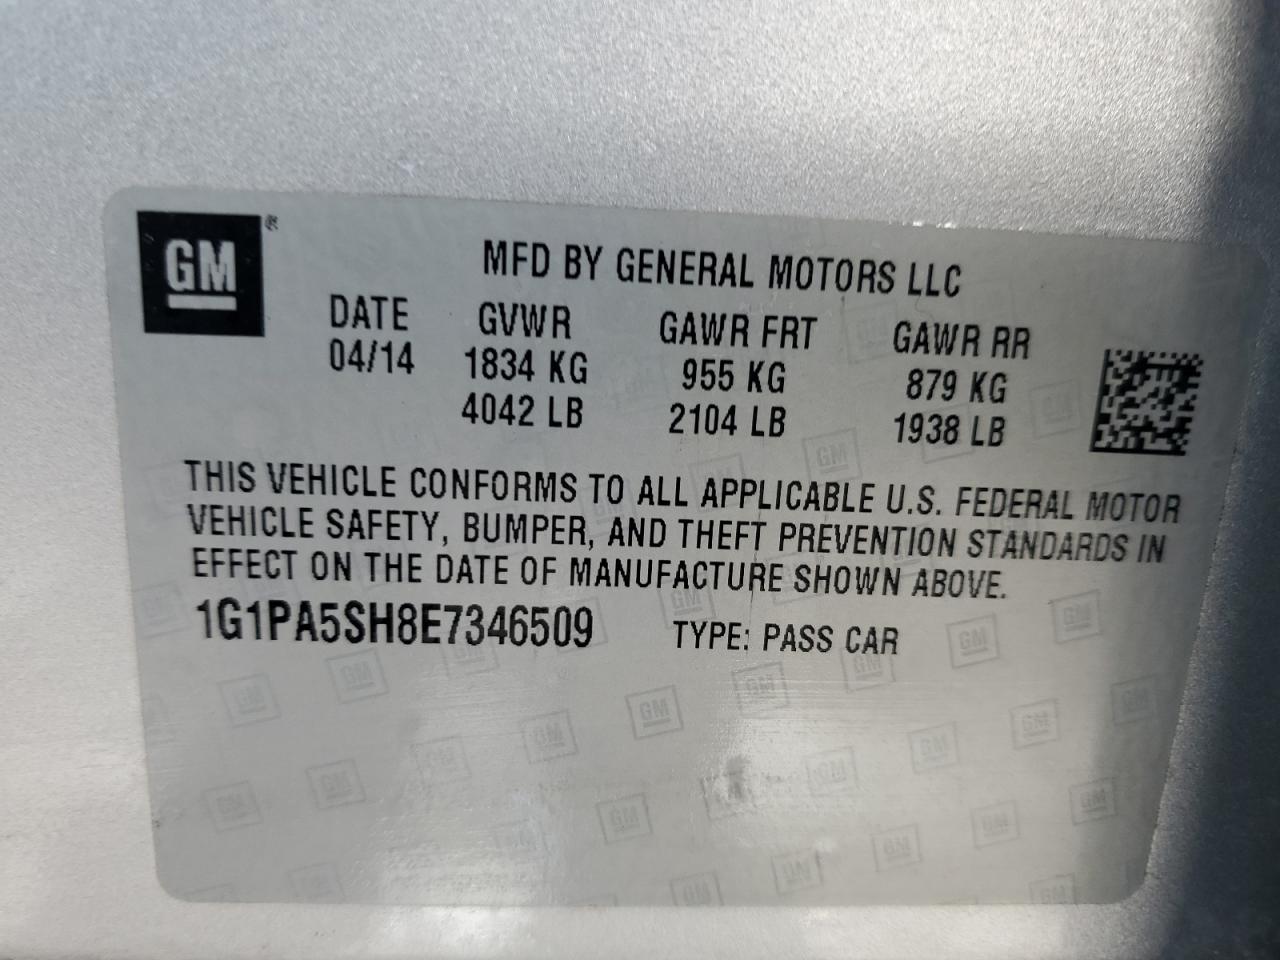 GM ®
MFD BY GENERAL MOTORS LLC
DATE GVWR GAWR FRT GAWR RR
04/14 1834 KG 955 KG 879 KG
4042 LB 2104 LB 1938 LB
THIS VEHICLE CONFORMS TO ALL APPLICABLE U.S. FEDERAL MOTOR
VEHICLE SAFETY, BUMPER, AND THEFT PREVENTION STANDARDS IN
EFFECT ON THE DATE OF MANUFACTURE SHOWN ABOVE.
1G1PA5SH8E7346509 TYPE: PASS CAR